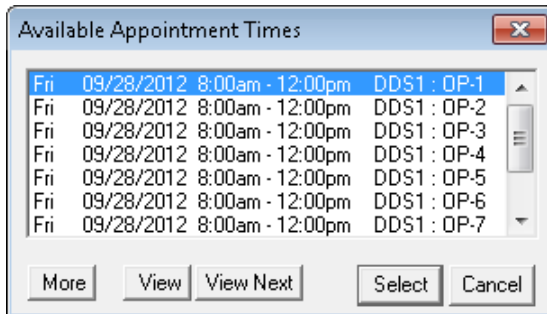 Available Appointment Times
Fri 09/28/2012 8:00am - 12:00pm DDS1 : OP-1
Fri 09/28/2012 8:00am - 12:00pm DDS1 : OP-2
Fri 09/28/2012 8:00am - 12:00pm DDS1 : OP-3
Fri 09/28/2012 8:00am - 12:00pm DDS1 : OP-4
Fri 09/28/2012 8:00am - 12:00pm DDS1 : OP-5
Fri 09/28/2012 8:00am - 12:00pm DDS1 : OP-6
Fri 09/28/2012 8:00am - 12:00pm DDS1 : OP-7
More View View Next Select Cancel